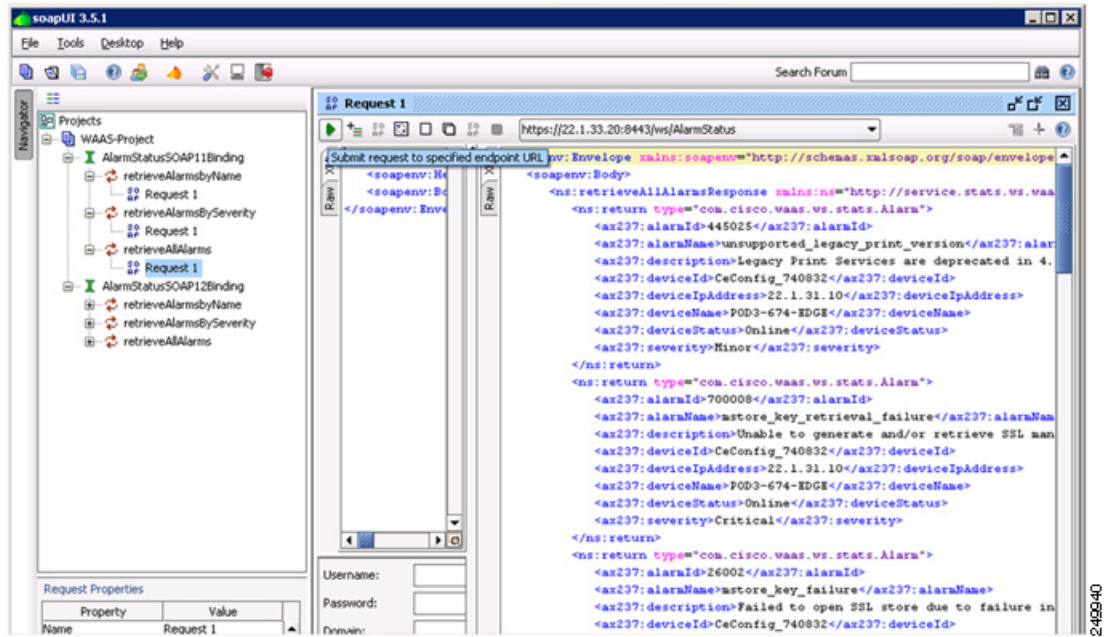 soapUI 3.5.1
File Tools Desktop Help
Search Forum
Navigator
Projects
WAAS-Project
AlarmStatusSOAP11Binding
retrieveAlarmsbyName
Request 1
retrieveAlarmsBySeverity
Request 1
retrieveAllAlarms
Request 1
AlarmStatusSOAP12Binding
retrieveAlarmsbyName
retrieveAlarmsBySeverity
retrieveAllAlarms
Request Properties
Property Value
Name Request 1
Request 1
https://22.1.33.20:8443/ws/AlarmStatus
Submit request to specified endpoint URL
Raw
<soapenv:He
<soapenv:Bo
</soapenv:Enve
Username:
Password:
Domain:
Raw
nv:Envelope xmlns:soapenv="http://schemas.xmlsoap.org/soap/envelope
<soapenv:Body>
<ns:retrieveAllAlarmsResponse xmlns:ns="http://service.stats.ws.waa
<ns:return type="com.cisco.waas.ws.stats.Alarm">
<ax237:alarmId>445025</ax237:alarmId>
<ax237:alarmName>unsupported_legacy_print_version</ax237:alar
<ax237:description>Legacy Print Services are deprecated in 4.
<ax237:deviceId>CeConfig_740832</ax237:deviceId>
<ax237:deviceIpAddress>22.1.31.10</ax237:deviceIpAddress>
<ax237:deviceName>POD3-674-EDGE</ax237:deviceName>
<ax237:deviceStatus>Online</ax237:deviceStatus>
<ax237:severity>Minor</ax237:severity>
</ns:return>
<ns:return type="com.cisco.waas.ws.stats.Alarm">
<ax237:alarmId>700008</ax237:alarmId>
<ax237:alarmName>mstore_key_retrieval_failure</ax237:alarmNam
<ax237:description>Unable to generate and/or retrieve SSL man
<ax237:deviceId>CeConfig_740832</ax237:deviceId>
<ax237:deviceIpAddress>22.1.31.10</ax237:deviceIpAddress>
<ax237:deviceName>POD3-674-EDGE</ax237:deviceName>
<ax237:deviceStatus>Online</ax237:deviceStatus>
<ax237:severity>Critical</ax237:severity>
</ns:return>
<ns:return type="com.cisco.waas.ws.stats.Alarm">
<ax237:alarmId>26002</ax237:alarmId>
<ax237:alarmName>mstore_key_failure</ax237:alarmName>
<ax237:description>Failed to open SSL store due to failure in
<ax237:deviceId>CeConfig_740832</ax237:deviceId>
249940